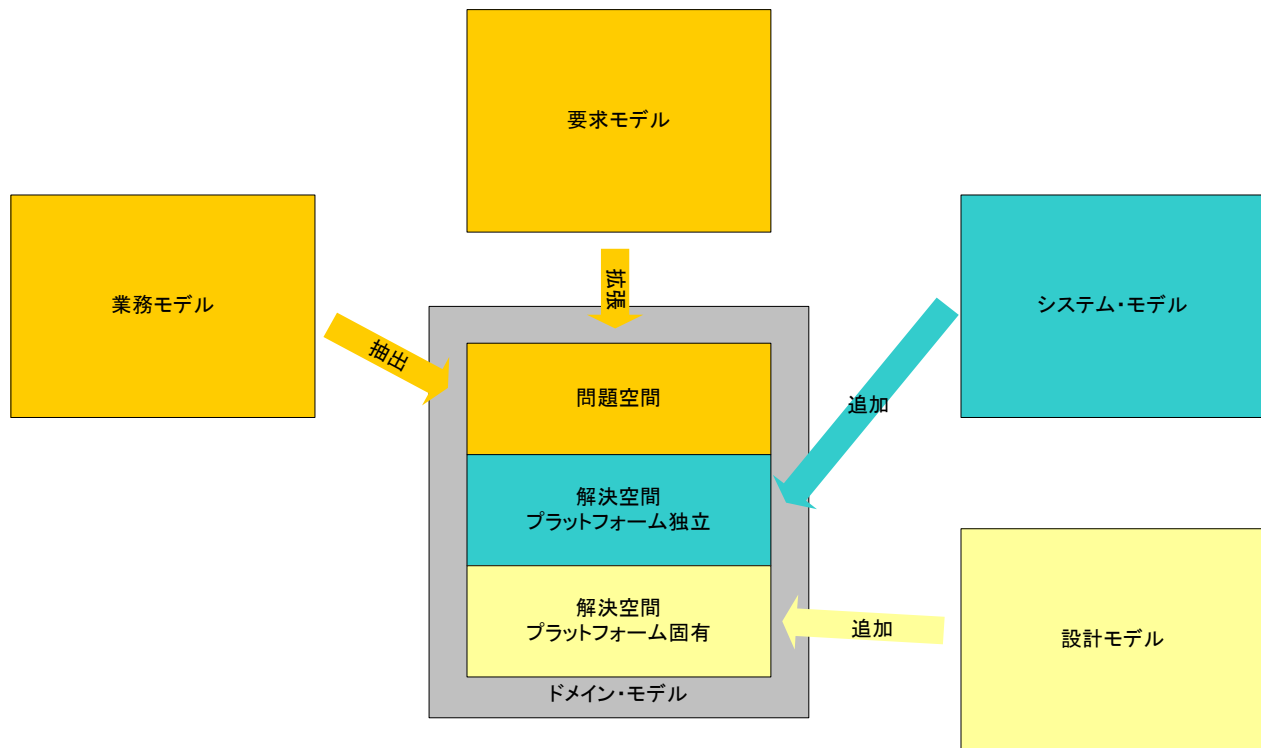 要求モデル
業務モデル
システム・モデル
拡張
抽出
追加
問題空間
解決空間
プラットフォーム独立
解決空間
プラットフォーム固有
追加
設計モデル
ドメイン・モデル